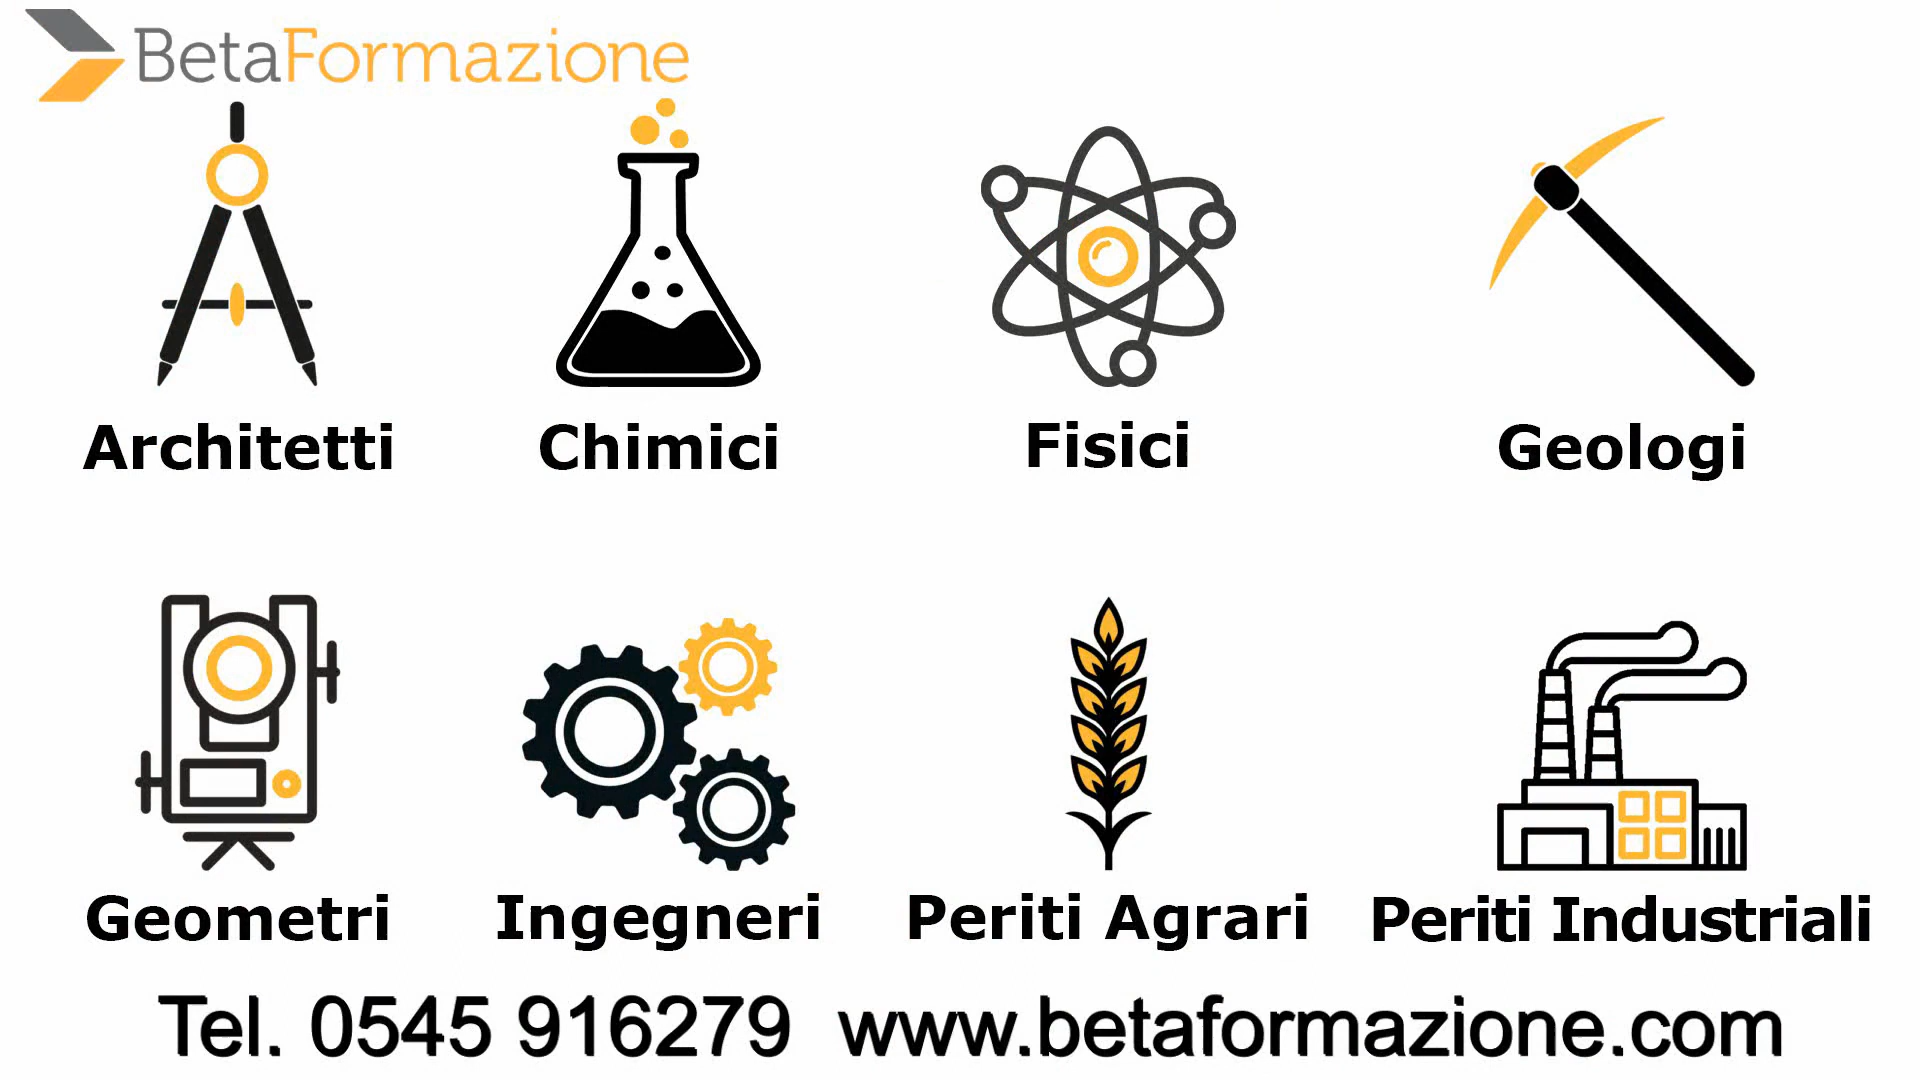 BetaFormazione
Architetti
Chimici
Fisici
Geologi
Geometri
Ingegneri
Periti Agrari
Periti Industriali
Tel. 0545 916279 www.betaformazione.com